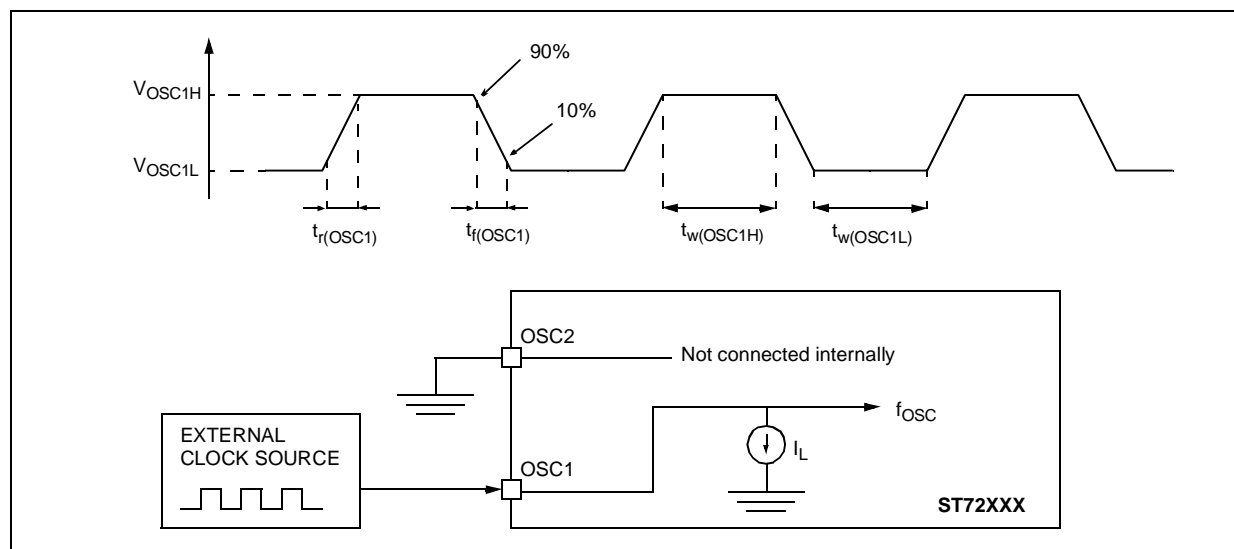 90%
VOSC1H
10%
VOSC1L
tr(OSC1)
tf(OSC1)
tw(OSC1H)
tw(OSC1L)
OSC2
Not connected internally
fOSC
EXTERNAL
CLOCK SOURCE
OSC1
IL
ST72XXX